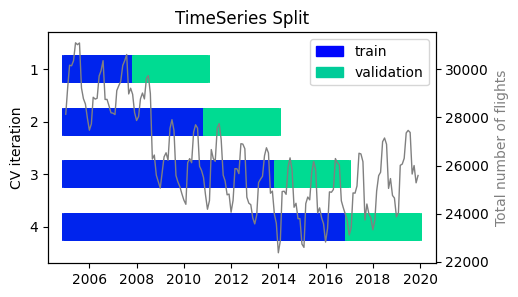 TimeSeries Split
train
validation
CV iteration
1
2
3
4
30000
28000
26000
24000
22000
Total number of flights
2006 2008 2010 2012 2014 2016 2018 2020